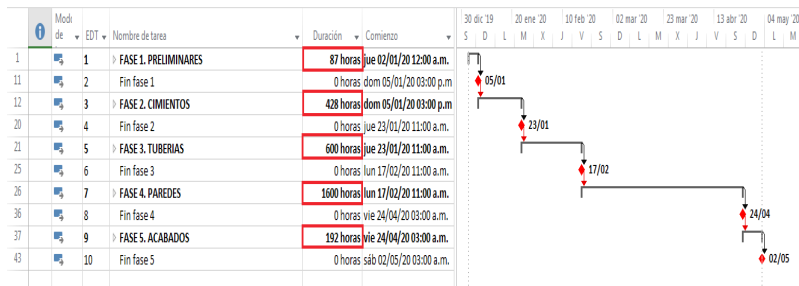 30 dic '19 20 ene '20 10 feb '20 02 mar '20 23 mar '20 13 abr '20 04 may '20
Modo de EDT Nombre de tarea Duración Comienzo S D L M X J V S D L M X J V S D L M
1 1 FASE 1. PRELIMINARES 87 horas jue 02/01/20 12:00 a.m.
11 2 Fin fase 1 0 horas dom 05/01/20 03:00 p.m 05/01
12 3 FASE 2. CIMIENTOS 428 horas dom 05/01/20 03:00 p.m
20 4 Fin fase 2 0 horas jue 23/01/20 11:00 a.m. 23/01
21 5 FASE 3. TUBERIAS 600 horas jue 23/01/20 11:00 a.m.
25 6 Fin fase 3 0 horas lun 17/02/20 11:00 a.m. 17/02
26 7 FASE 4. PAREDES 1600 horas lun 17/02/20 11:00 a.m.
36 8 Fin fase 4 0 horas vie 24/04/20 03:00 a.m. 24/04
37 9 FASE 5. ACABADOS 192 horas vie 24/04/20 03:00 a.m.
43 10 Fin fase 5 0 horas sáb 02/05/20 03:00 a.m. 02/05